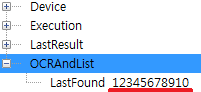 Device
Execution
LastResult
OCRAndList
LastFound 12345678910